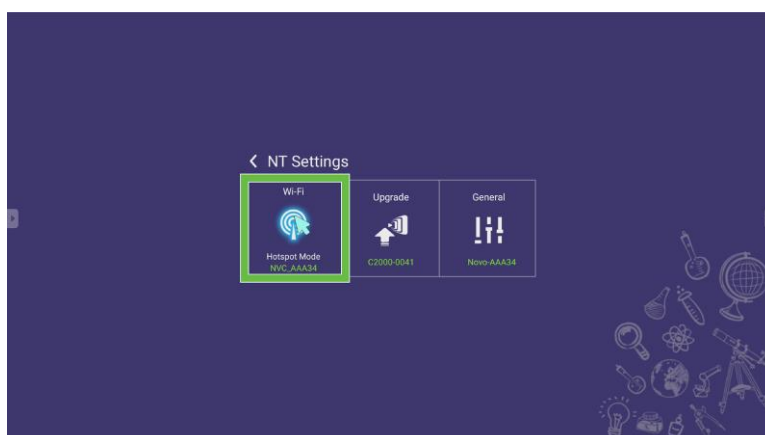 NT Settings
Wi-Fi
Hotspot Mode
NVC_AAA34
Upgrade
C2000-0041
General
Novo-AAA34